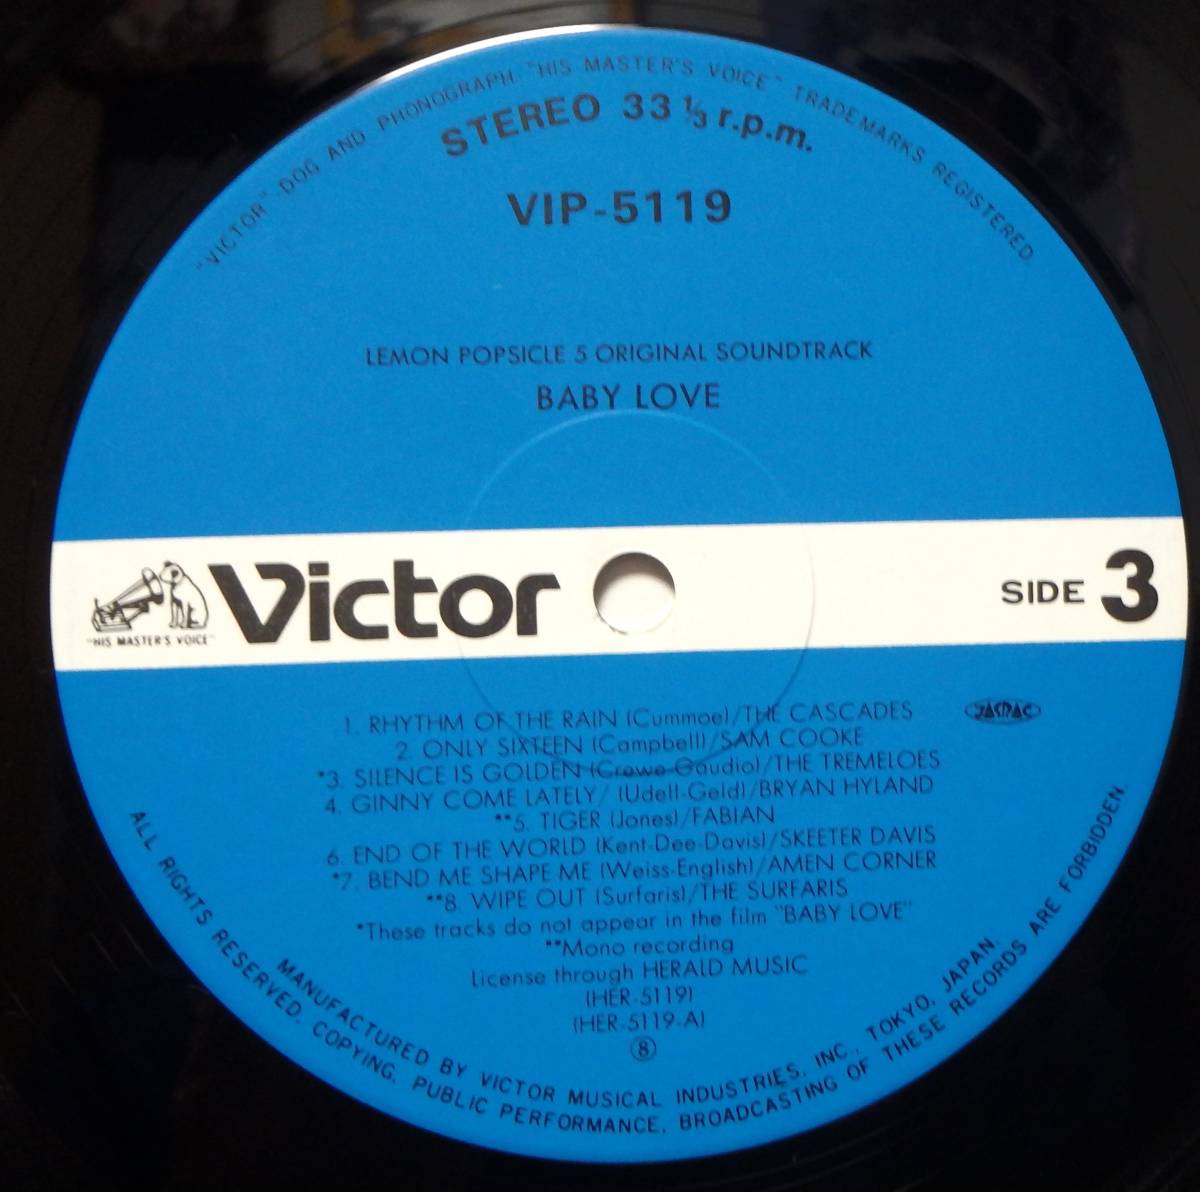 "VICTOR" DOG AND PHONOGRAPH "HIS MASTER'S VOICE" TRADEMARKS REGISTERED.
STEREO 33 ⅓ r.p.m.
VIP-5119
LEMON POPSICLE 5 ORIGINAL SOUNDTRACK
BABY LOVE
"HIS MASTER'S VOICE"
Victor
SIDE 3
1. RHYTHM OF THE RAIN (Cummoe)/THE CASCADES
JASRAC
2. ONLY SIXTEEN (Campbell)/SAM COOKE
*3. SILENCE IS GOLDEN (Crowe-Gaudio)/THE TREMELOES
4. GINNY COME LATELY/ (Udell-Geld)/BRYAN HYLAND
**5. TIGER (Jones)/FABIAN
6. END OF THE WORLD (Kent-Dee-Davis)/SKEETER DAVIS
*7. BEND ME SHAPE ME (Weiss-English)/AMEN CORNER
**8. WIPE OUT (Surfaris)/THE SURFARIS
*These tracks do not appear in the film "BABY LOVE"
**Mono recording
License through HERALD MUSIC
(HER-5119)
(HER-5119-A)
⑧
MANUFACTURED BY VICTOR MUSICAL INDUSTRIES, INC., TOKYO, JAPAN.
ALL RIGHTS RESERVED. COPYING, PUBLIC PERFORMANCE, BROADCASTING OF THESE RECORDS ARE FORBIDDEN.